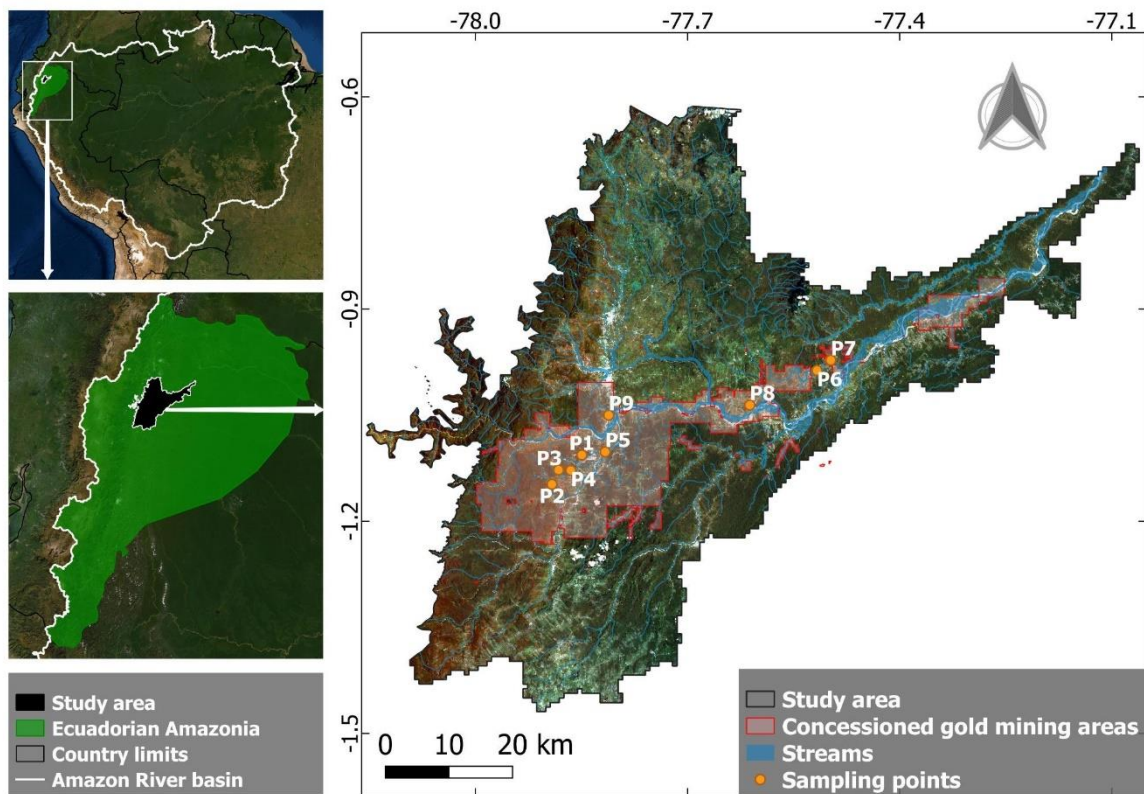 -78.0
-77.7
-77.4
-77.1
-0.6
-0.9
-1.2
-1.5
P7
P6
P8
P9
P1
P5
P3
P4
P2
0 10 20 km
Study area
Ecuadorian Amazonia
Country limits
Amazon River basin
Study area
Concessioned gold mining areas
Streams
Sampling points